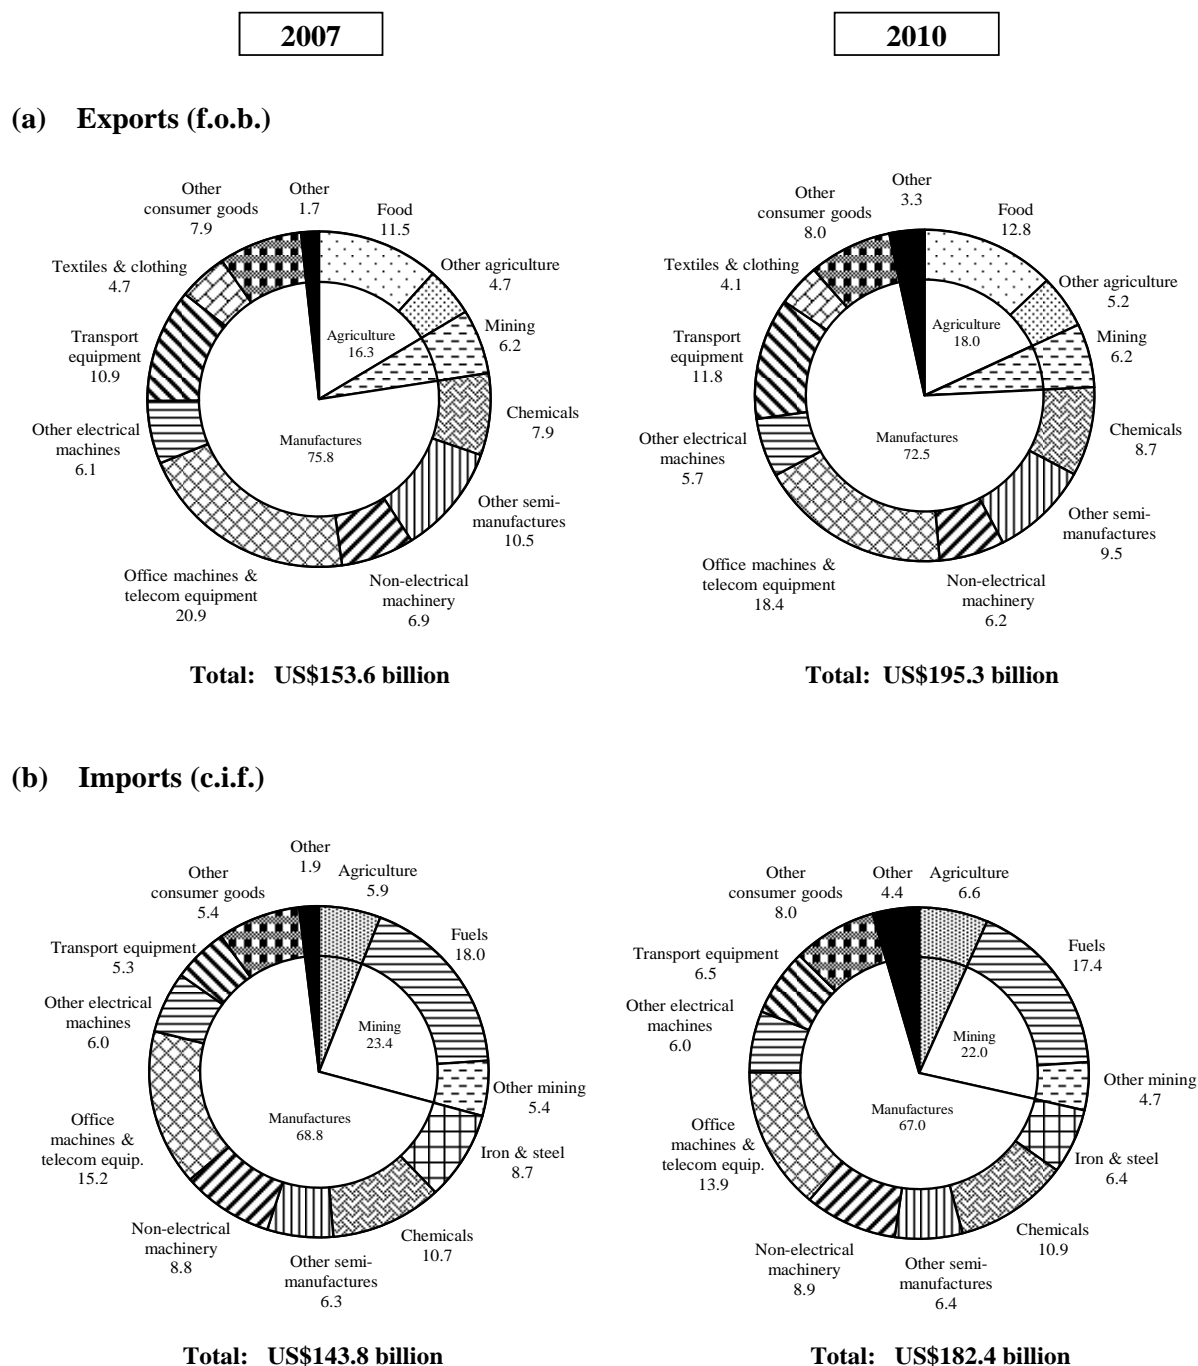 2007
2010
(a) Exports (f.o.b.)
Other
consumer goods
7.9
Other
1.7
Food
11.5
Other agriculture
4.7
Mining
6.2
Chemicals
7.9
Other semi-
manufactures
10.5
Non-electrical
machinery
6.9
Office machines &
telecom equipment
20.9
Other electrical
machines
6.1
Transport
equipment
10.9
Textiles & clothing
4.7
Agriculture
16.3
Manufactures
75.8
Total: US$153.6 billion
Other
consumer goods
8.0
Other
3.3
Food
12.8
Other agriculture
5.2
Mining
6.2
Chemicals
8.7
Other semi-
manufactures
9.5
Non-electrical
machinery
6.2
Office machines &
telecom equipment
18.4
Other electrical
machines
5.7
Transport
equipment
11.8
Textiles & clothing
4.1
Agriculture
18.0
Manufactures
72.5
Total: US$195.3 billion
(b) Imports (c.i.f.)
Other
consumer goods
5.4
Other
1.9
Agriculture
5.9
Fuels
18.0
Other mining
5.4
Iron & steel
8.7
Chemicals
10.7
Other semi-
manufactures
6.3
Non-electrical
machinery
8.8
Office
machines &
telecom equip.
15.2
Other electrical
machines
6.0
Transport equipment
5.3
Mining
23.4
Manufactures
68.8
Total: US$143.8 billion
Other
consumer goods
8.0
Other
4.4
Agriculture
6.6
Fuels
17.4
Other mining
4.7
Iron & steel
6.4
Chemicals
10.9
Other semi-
manufactures
6.4
Non-electrical
machinery
8.9
Office
machines &
telecom equip.
13.9
Other electrical
machines
6.0
Transport equipment
6.5
Mining
22.0
Manufactures
67.0
Total: US$182.4 billion